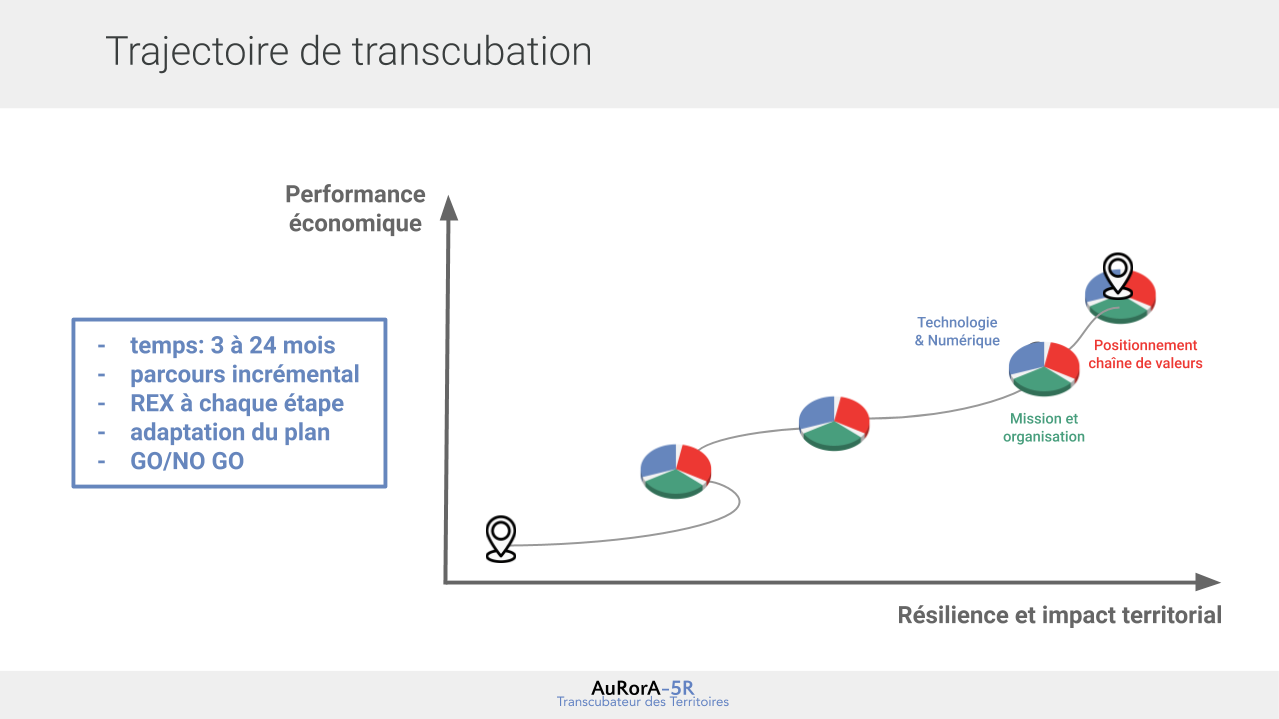 Trajectoire de transcubation
Performance
économique
- temps: 3 à 24 mois
- parcours incrémental
- REX à chaque étape
- adaptation du plan
- GO/NO GO
Technologie
& Numérique
Positionnement
chaîne de valeurs
Mission et
organisation
Résilience et impact territorial
AuRorA-5R
Transcubateur des Territoires